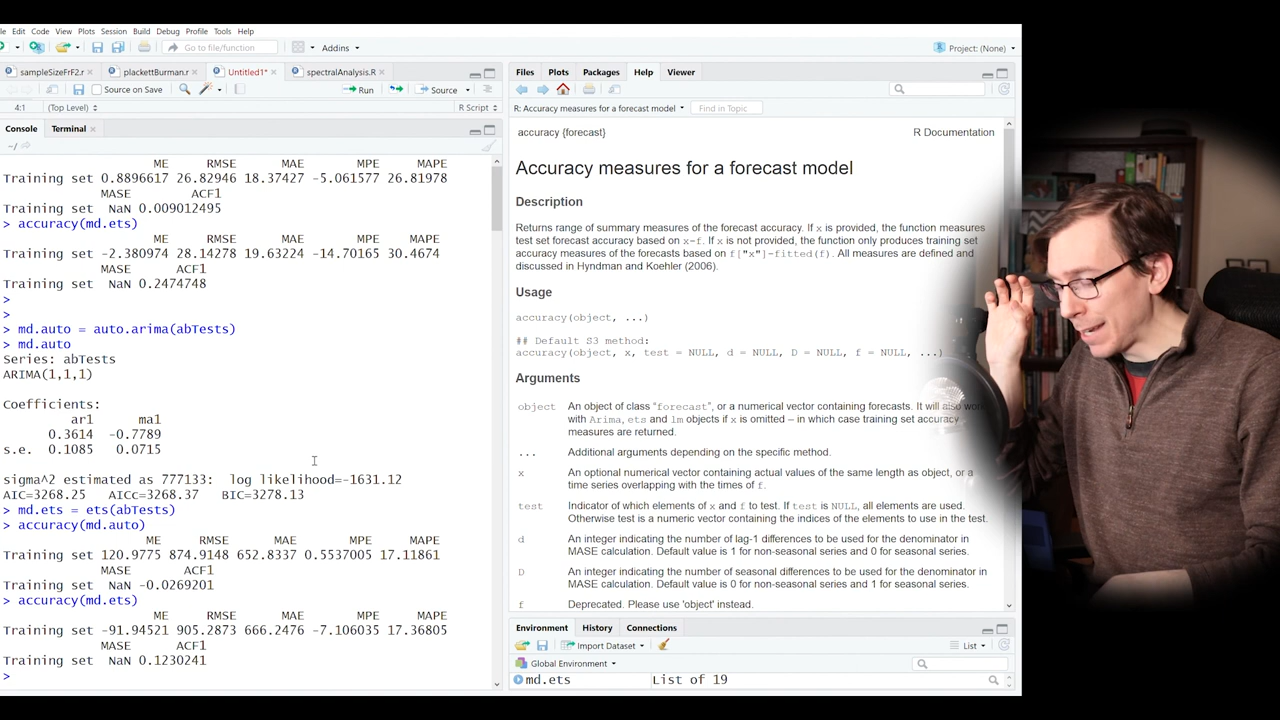 le Edit Code View Plots Session Build Debug Profile Tools Help
Go to file/function
Addins
Project: (None)
sampleSizeFrF2.r
plackettBurman.r
Untitled1*
spectralAnalysis.R
Source on Save
Run
Source
4:1
(Top Level)
R Script
Console Terminal
~/
ME RMSE MAE MPE MAPE
Training set 0.8896617 26.82946 18.37427 -5.061577 26.81978
MASE ACF1
Training set NaN 0.009012495
> accuracy(md.ets)
ME RMSE MAE MPE MAPE
Training set -2.380974 28.14278 19.63224 -14.70165 30.4674
MASE ACF1
Training set NaN 0.2474748
>
>
> md.auto = auto.arima(abTests)
> md.auto
Series: abTests
ARIMA(1,1,1)
Coefficients:
ar1 ma1
0.3614 -0.7789
s.e. 0.1085 0.0715
sigma^2 estimated as 777133: log likelihood=-1631.12
AIC=3268.25 AICc=3268.37 BIC=3278.13
> md.ets = ets(abTests)
> accuracy(md.auto)
ME RMSE MAE MPE MAPE
Training set 120.9775 874.9148 652.8337 0.5537005 17.11861
MASE ACF1
Training set NaN -0.0269201
> accuracy(md.ets)
ME RMSE MAE MPE MAPE
Training set -91.94521 905.2873 666.2476 -7.106035 17.36805
MASE ACF1
Training set NaN 0.1230241
>
Files Plots Packages Help Viewer
R: Accuracy measures for a forecast model
Find in Topic
accuracy {forecast}
R Documentation
Accuracy measures for a forecast model
Description
Returns range of summary measures of the forecast accuracy. If x is provided, the function measures
test set forecast accuracy based on x-f. If x is not provided, the function only produces training set
accuracy measures of the forecasts based on f["x"]-fitted(f). All measures are defined and
discussed in Hyndman and Koehler (2006).
Usage
accuracy(object, ...)
## Default S3 method:
accuracy(object, x, test = NULL, d = NULL, D = NULL, f = NULL, ...)
Arguments
object An object of class "forecast", or a numerical vector containing forecasts. It will also work
with Arima, ets and lm objects if x is omitted – in which case training set accuracy
measures are returned.
... Additional arguments depending on the specific method.
x An optional numerical vector containing actual values of the same length as object, or a
time series overlapping with the times of f.
test Indicator of which elements of x and f to test. If test is NULL, all elements are used.
Otherwise test is a numeric vector containing the indices of the elements to use in the test.
d An integer indicating the number of lag-1 differences to be used for the denominator in
MASE calculation. Default value is 1 for non-seasonal series and 0 for seasonal series.
D An integer indicating the number of seasonal differences to be used for the denominator in
MASE calculation. Default value is 0 for non-seasonal series and 1 for seasonal series.
f Deprecated. Please use 'object' instead.
Environment History Connections
Import Dataset
List
Global Environment
md.ets List of 19